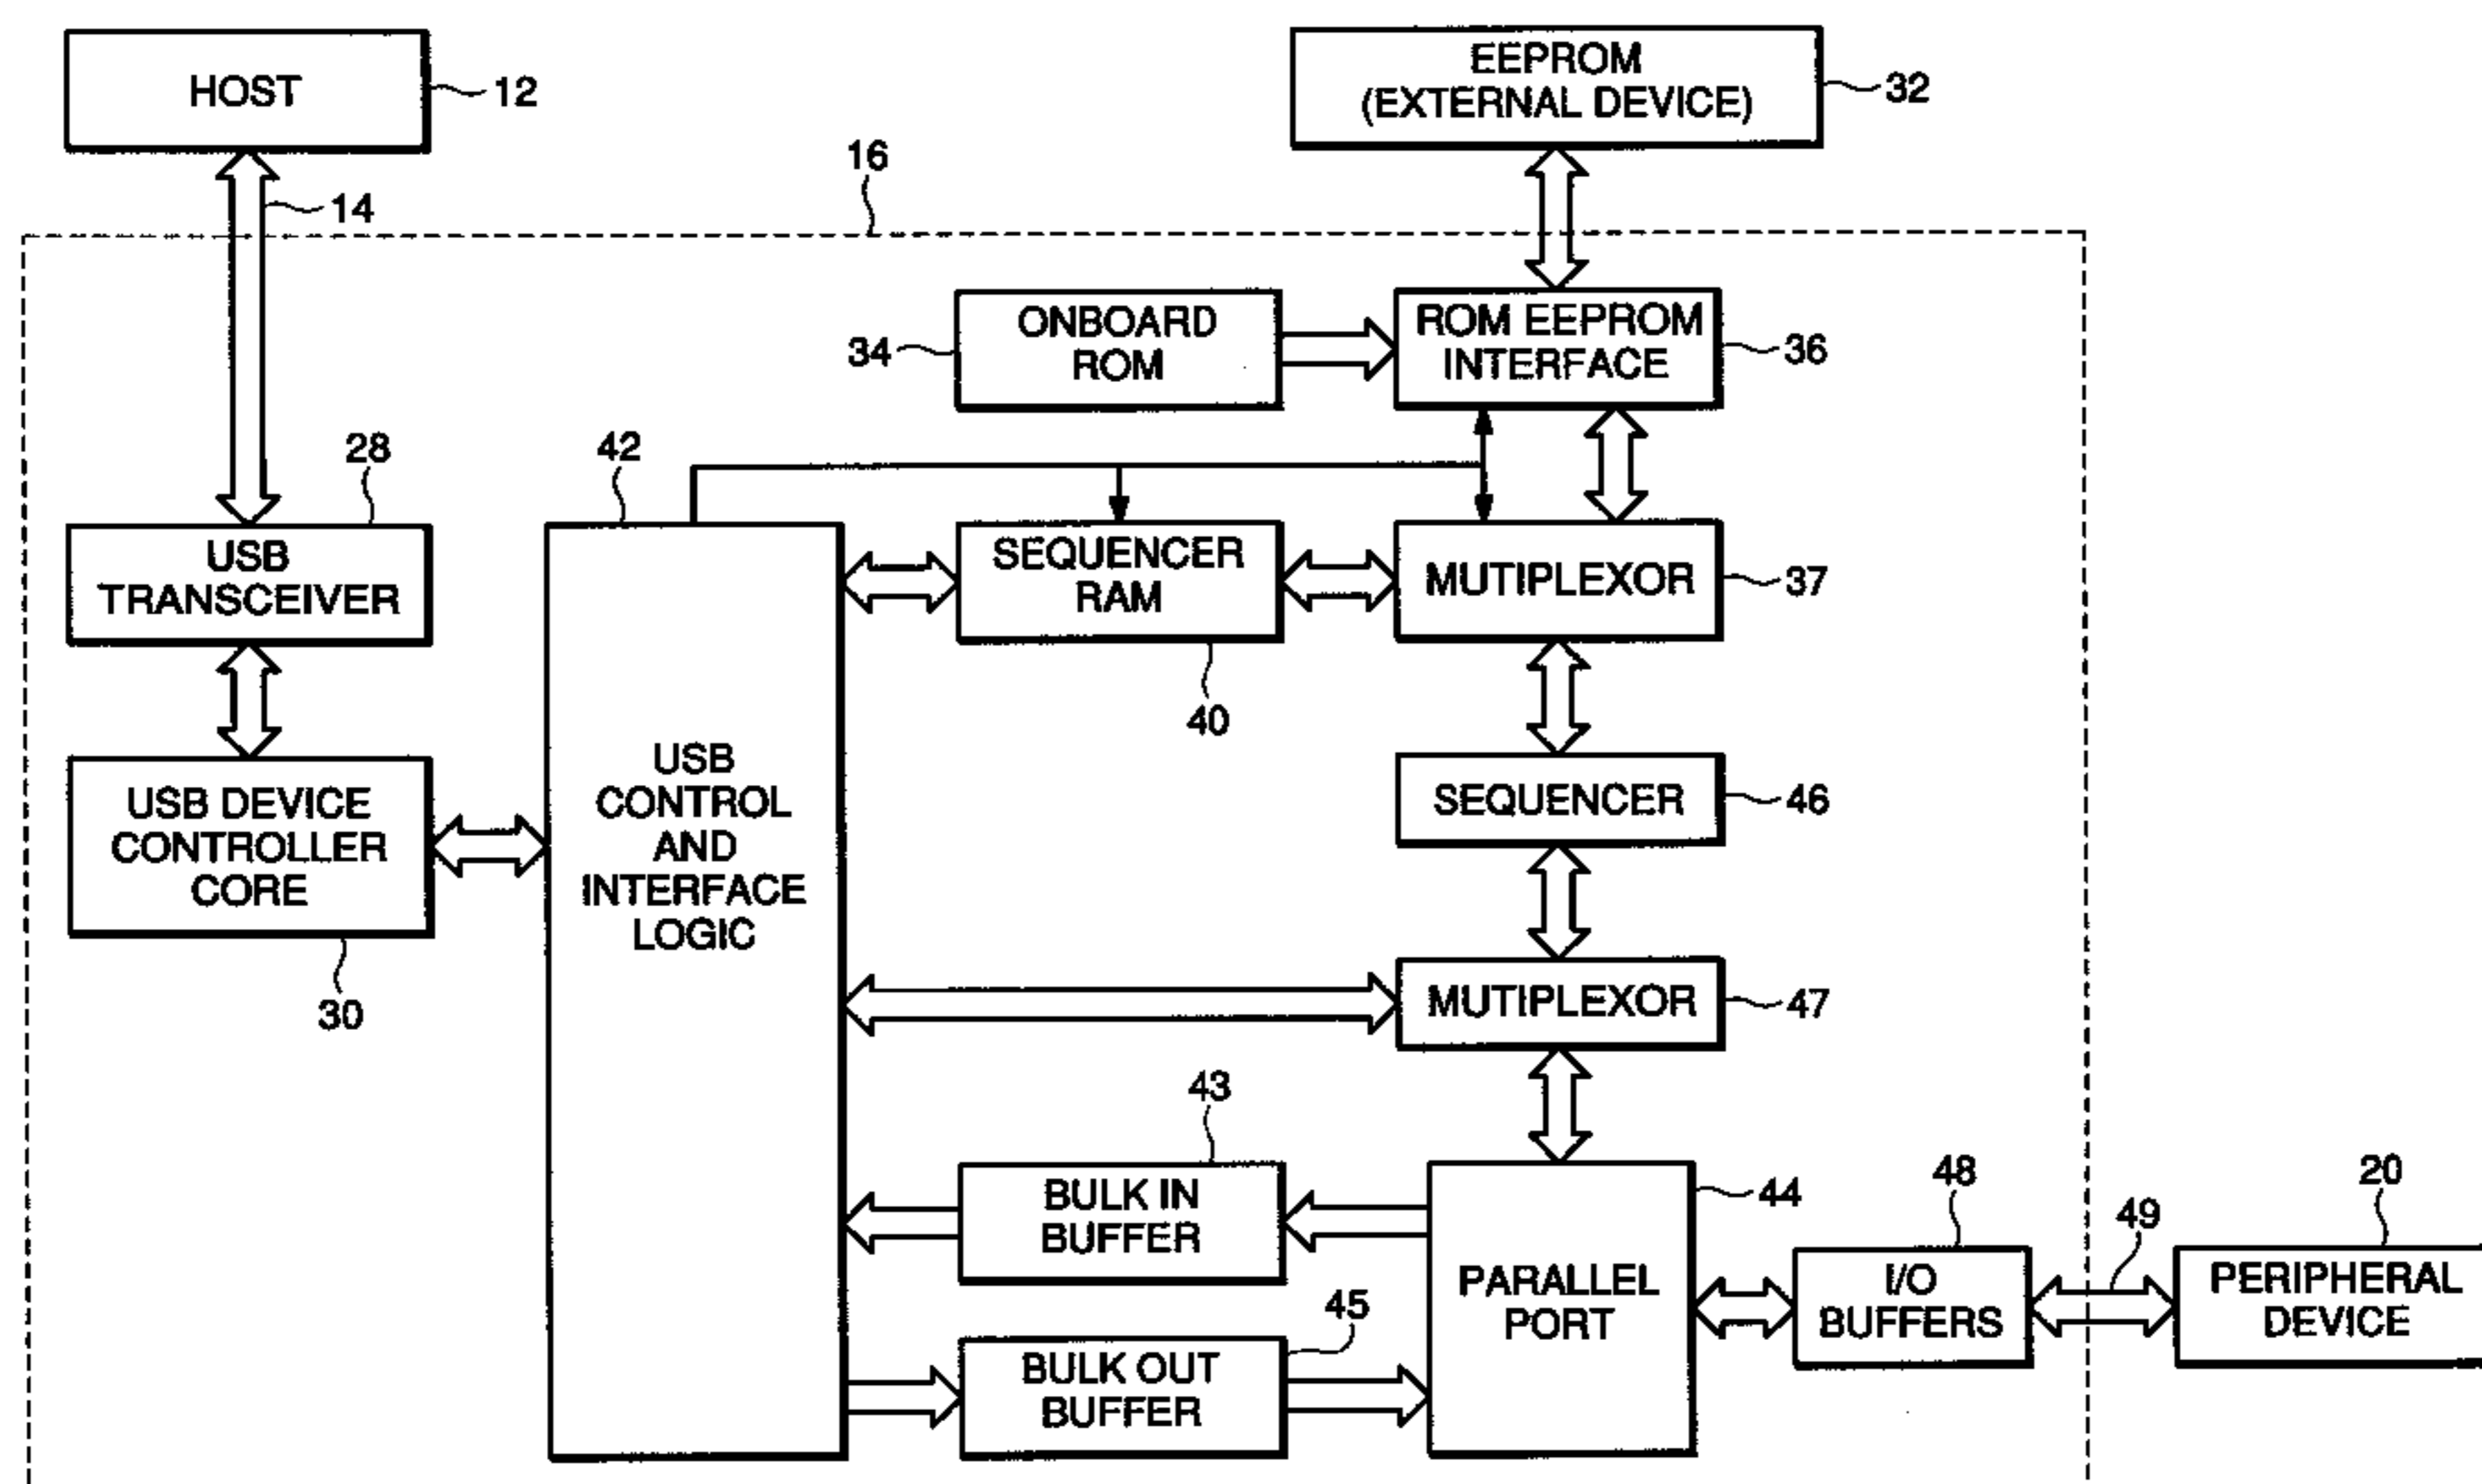 HOST
12
EEPROM
(EXTERNAL DEVICE)
32
14
16
ONBOARD
ROM
34
ROM EEPROM
INTERFACE
36
28
USB
TRANSCEIVER
42
SEQUENCER
RAM
40
MUTIPLEXOR
37
USB DEVICE
CONTROLLER
CORE
30
USB
CONTROL
AND
INTERFACE
LOGIC
SEQUENCER
46
MUTIPLEXOR
47
43
BULK IN
BUFFER
45
BULK OUT
BUFFER
PARALLEL
PORT
44
48
I/O
BUFFERS
49
20
PERIPHERAL
DEVICE